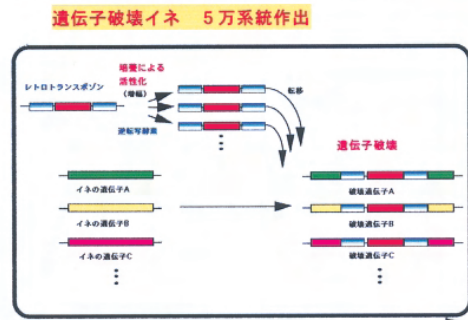 遺伝子破壊イネ　5万系統作出
培養による
活性化
(増幅)
レトロトランスポゾン
転移
逆転写酵素
遺伝子破壊
イネの遺伝子A
破壊遺伝子A
イネの遺伝子B
破壊遺伝子B
イネの遺伝子C
破壊遺伝子C